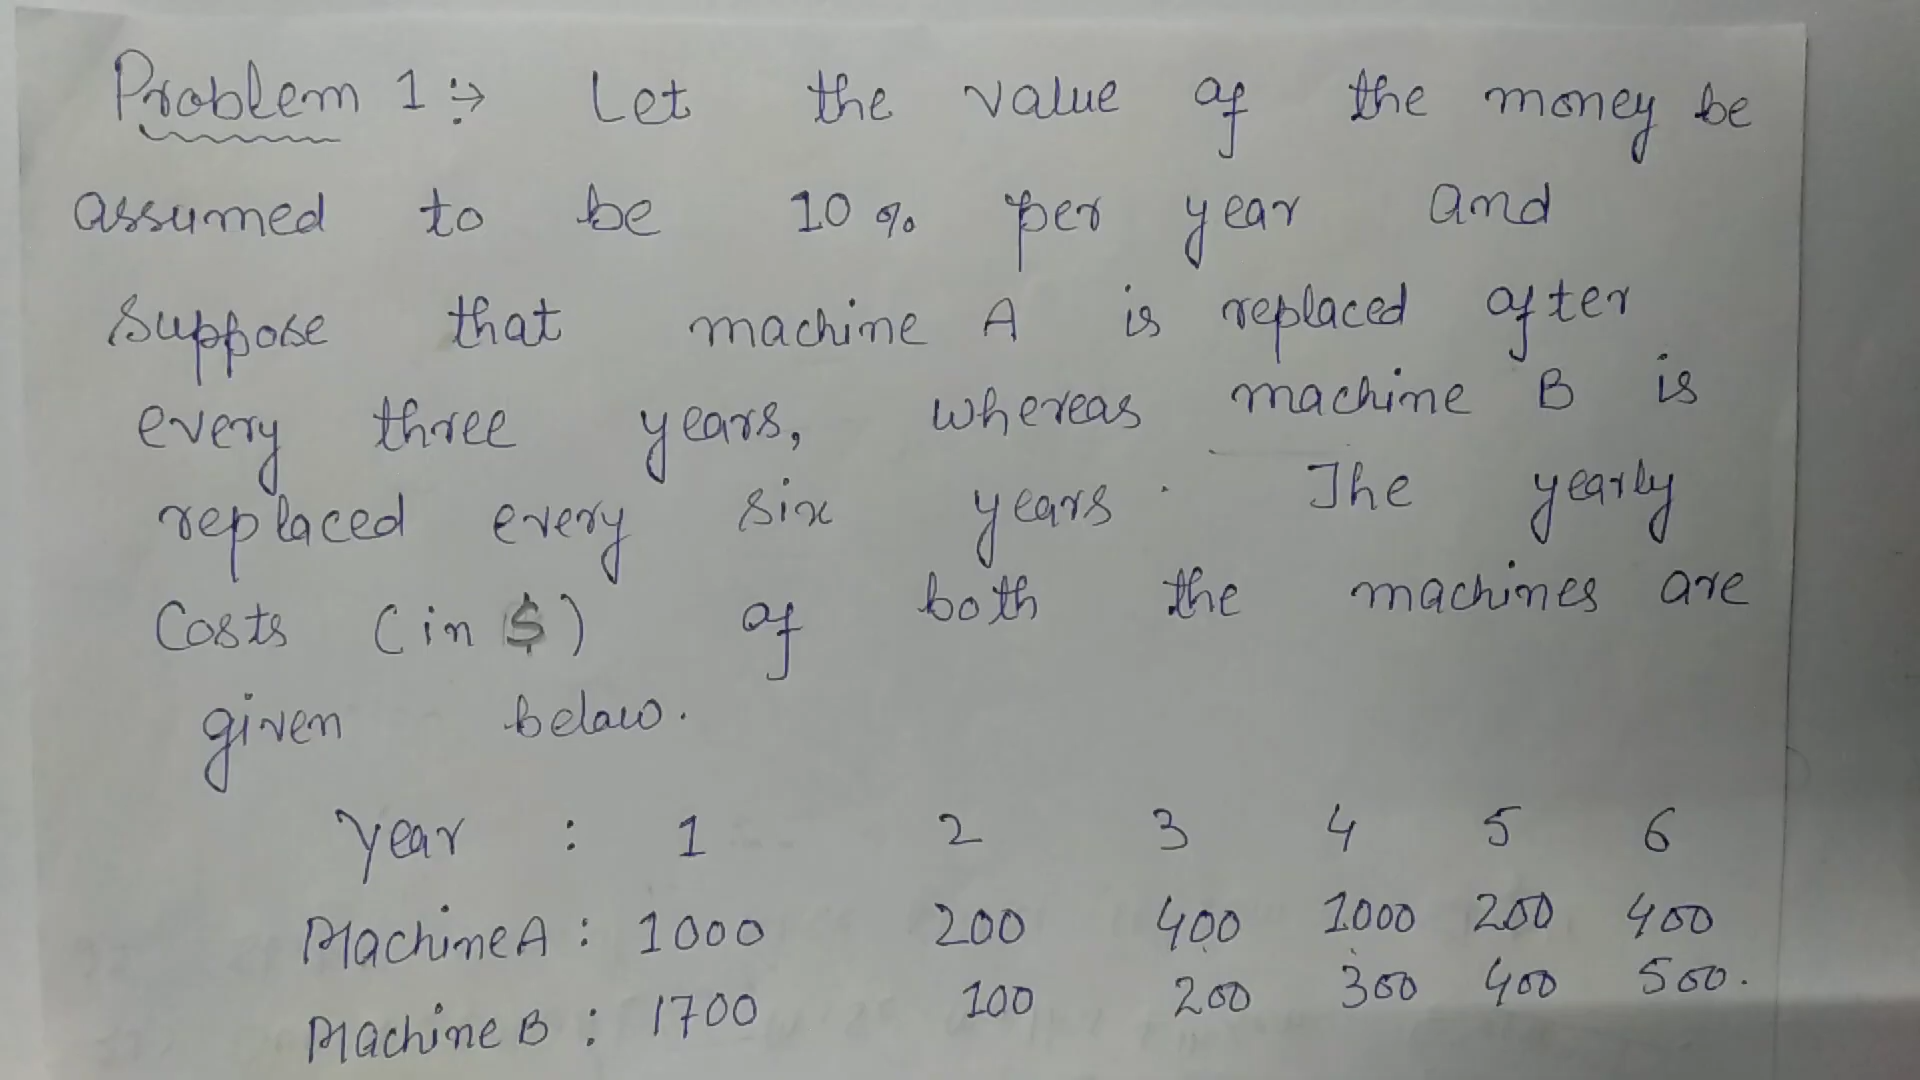 Problem 1:→ Let the value of the money be
assumed to be 10% per year and
suppose that machine A is replaced after
every three years, whereas machine B is
replaced every six years. The yearly
Costs (in $) of both the machines are
given below.
Year : 1 2 3 4 5 6
Machine A : 1000 200 400 1000 200 400
Machine B : 1700 100 200 300 400 500.